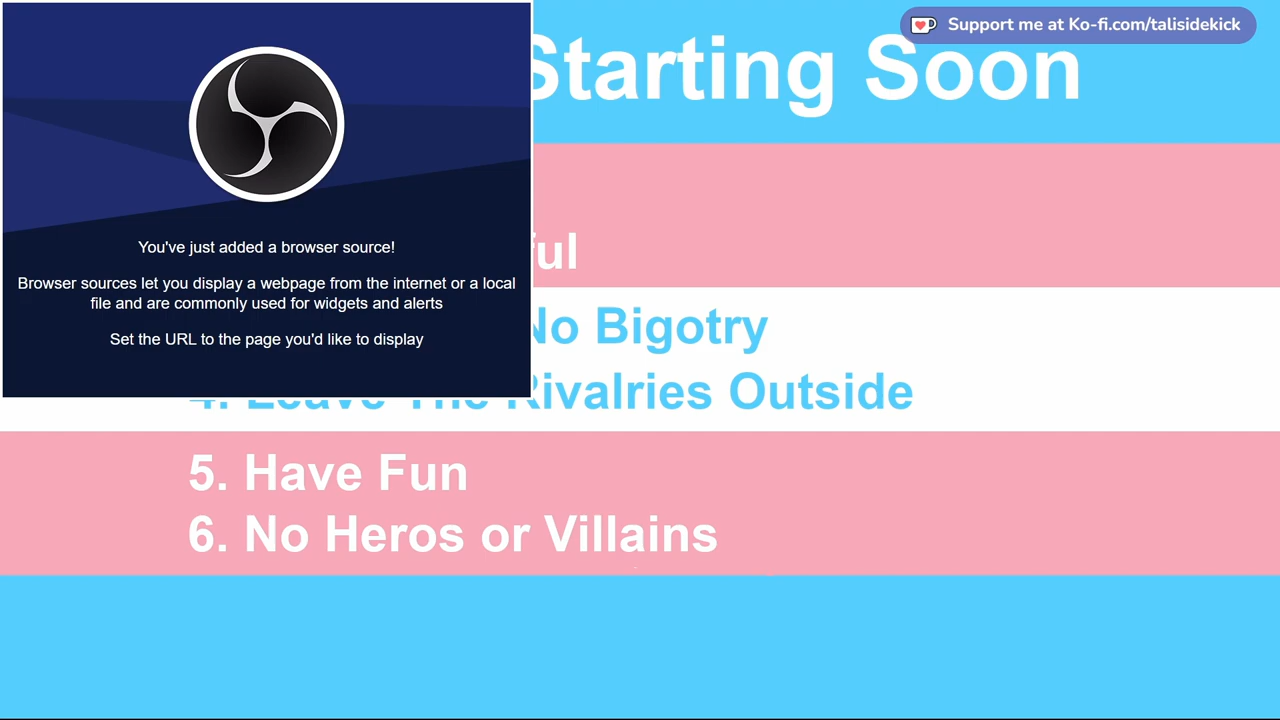 Support me at Ko-fi.com/talisidekick
Starting Soon
You've just added a browser source!
Browser sources let you display a webpage from the internet or a local
file and are commonly used for widgets and alerts
Set the URL to the page you'd like to display
ful
No Bigotry
4. Leave The Rivalries Outside
5. Have Fun
6. No Heros or Villains